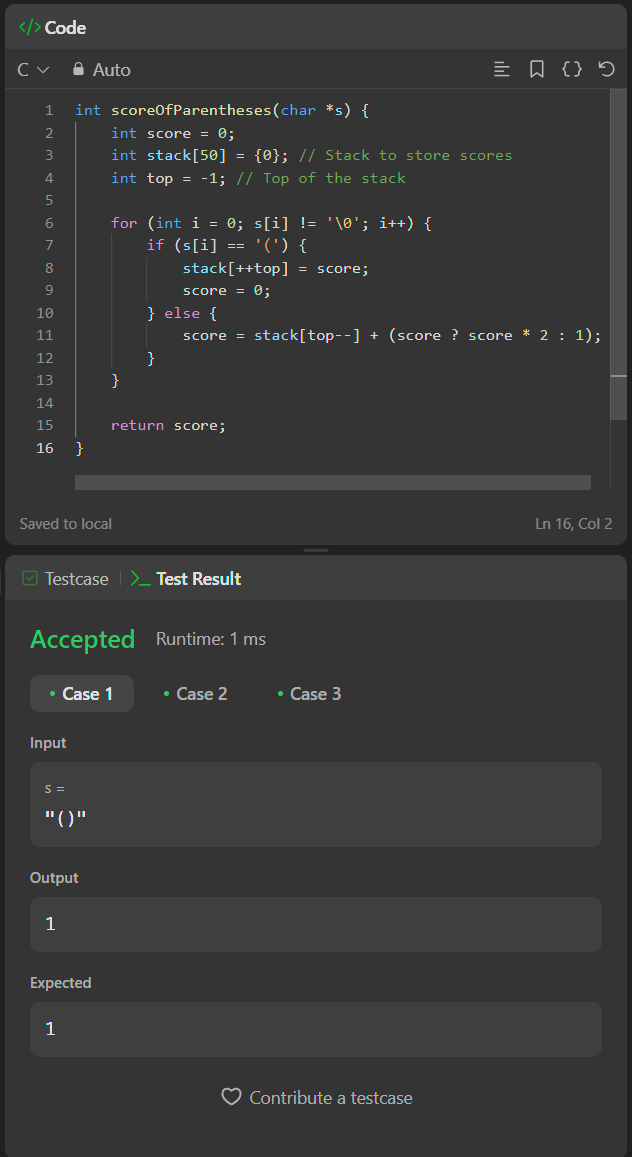 </> Code
C Auto
1 int scoreOfParentheses(char *s) {
2     int score = 0;
3     int stack[50] = {0}; // Stack to store scores
4     int top = -1; // Top of the stack
5
6     for (int i = 0; s[i] != '\0'; i++) {
7         if (s[i] == '(') {
8             stack[++top] = score;
9             score = 0;
10         } else {
11             score = stack[top--] + (score ? score * 2 : 1);
12         }
13     }
14
15     return score;
16 }
Saved to local Ln 16, Col 2
Testcase | >_ Test Result
Accepted Runtime: 1 ms
• Case 1 • Case 2 • Case 3
Input
s =
"()"
Output
1
Expected
1
Contribute a testcase